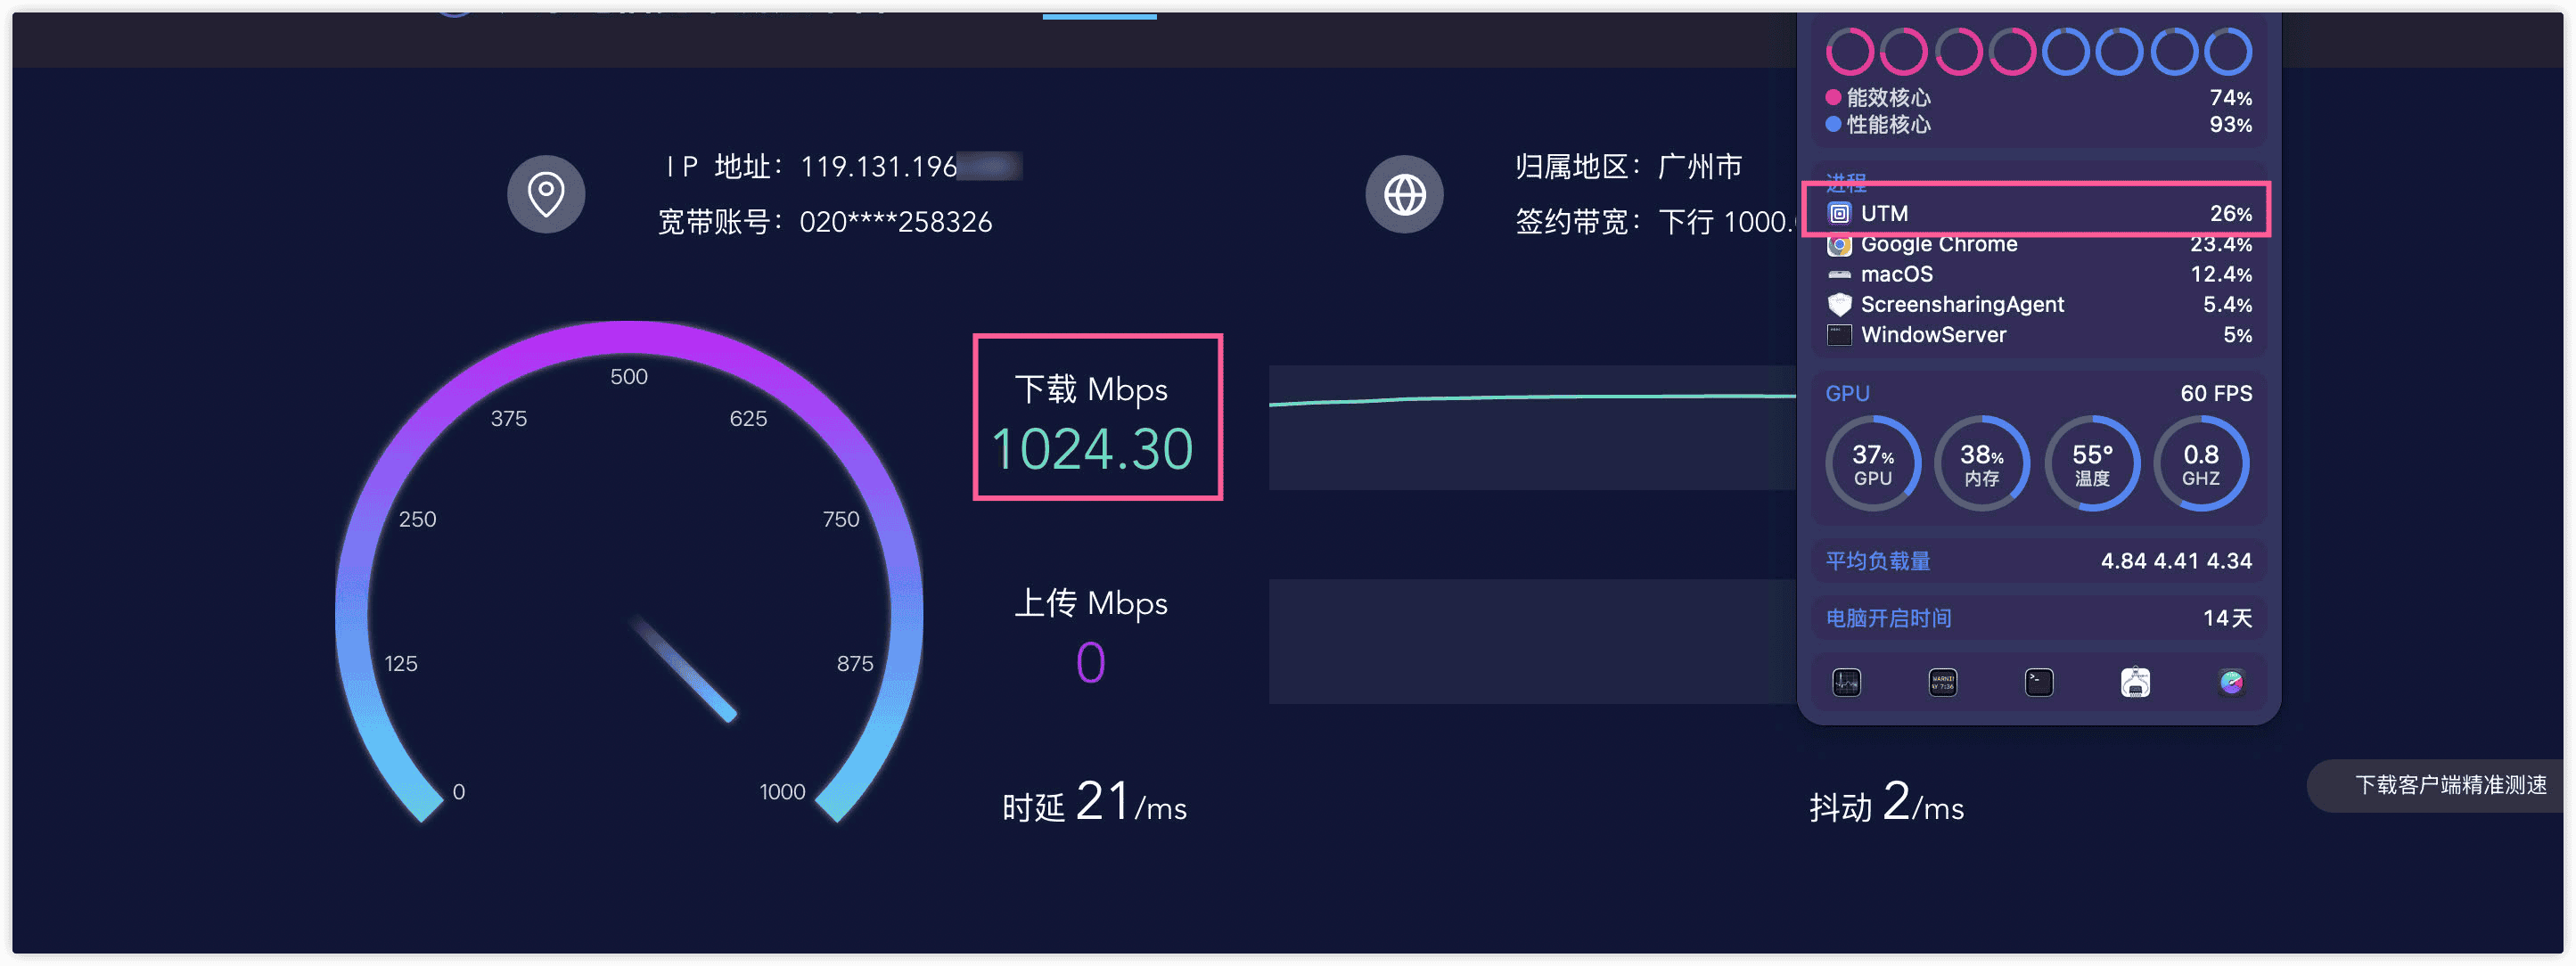 IP 地址：119.131.196
宽带账号：020****258326
归属地区：广州市
签约带宽：下行 1000.
500
375
625
250
750
125
875
0
1000
下载 Mbps
1024.30
上传 Mbps
0
时延 21/ms
抖动 2/ms
下载客户端精准测速
能效核心 74%
性能核心 93%
进程
UTM 26%
Google Chrome 23.4%
macOS 12.4%
ScreensharingAgent 5.4%
WindowServer 5%
GPU 60 FPS
37% GPU
38% 内存
55° 温度
0.8 GHZ
平均负载量 4.84 4.41 4.34
电脑开启时间 14天